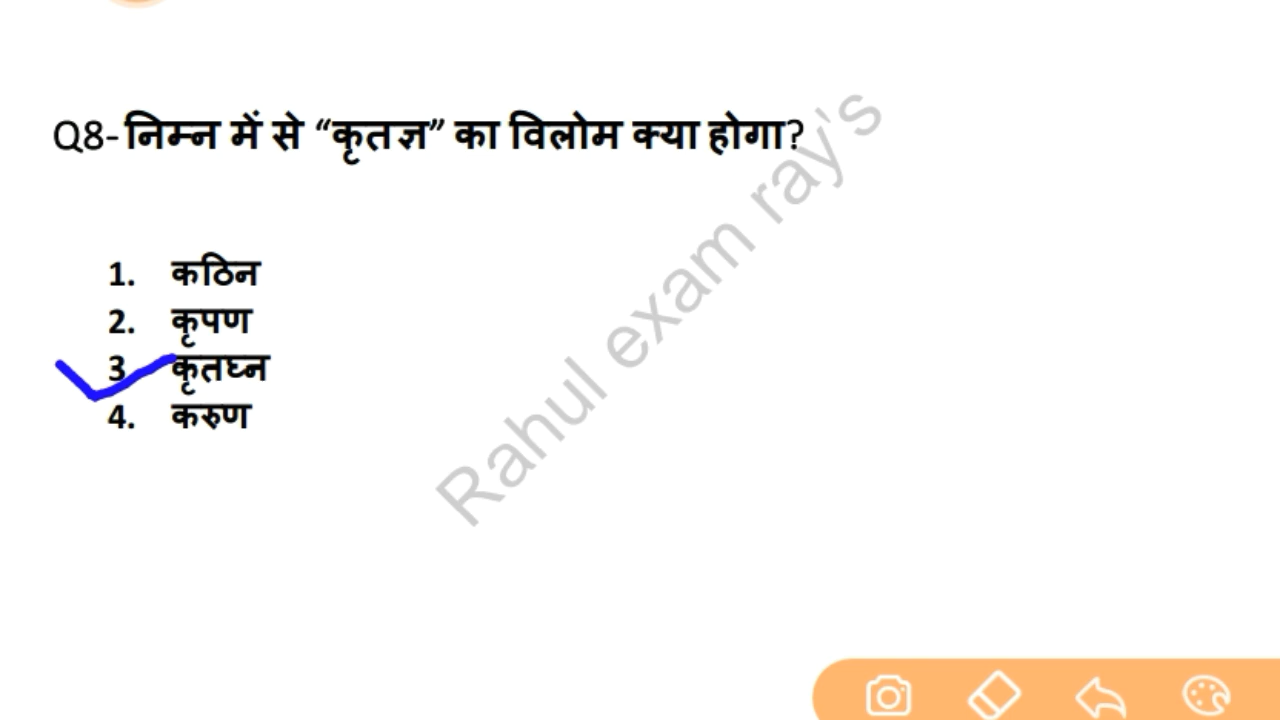 Q8-निम्न में से “कृतज्ञ” का विलोम क्या होगा?
1. कठिन
2. कृपण
3 कृतघ्न
4. करुण
Rahul exam ray's